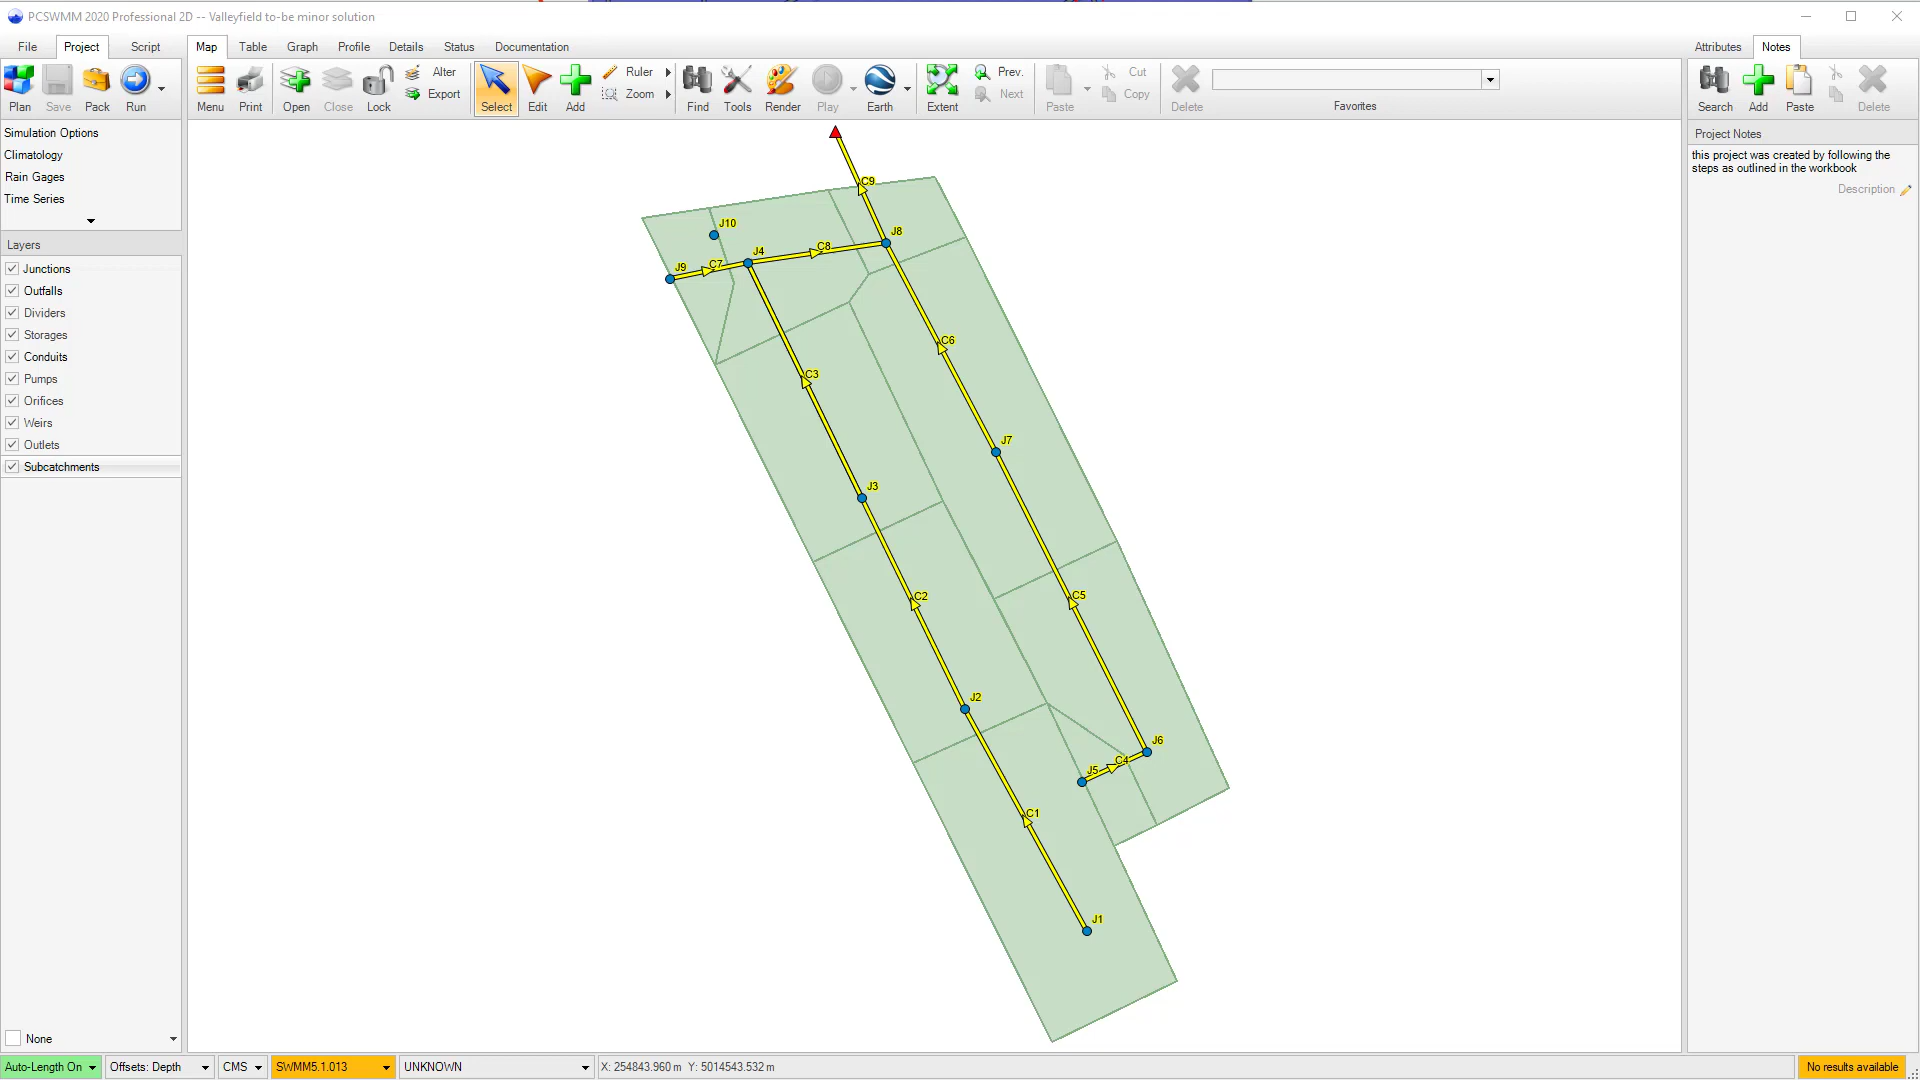 PCSWMM 2020 Professional 2D -- Valleyfield to-be minor solution
File Project Script Map Table Graph Profile Details Status Documentation Attributes Notes
Plan Save Pack Run Menu Print Open Close Lock Alter Export Select Edit Add Ruler Zoom Find Tools Render Play Earth Extent Prev. Next Paste Cut Copy Delete Favorites Search Add Paste Delete
Simulation Options
Climatology
Rain Gages
Time Series
Layers
Junctions
Outfalls
Dividers
Storages
Conduits
Pumps
Orifices
Weirs
Outlets
Subcatchments
None
C9
J10
J8
J4
C8
J9
C7
C6
C3
J7
J3
C5
C2
J2
J6
C4
J5
C1
J1
Project Notes
this project was created by following the
steps as outlined in the workbook
Description
Auto-Length On Offsets: Depth CMS SWMM5.1.013 UNKNOWN X: 254843.960 m Y: 5014543.532 m No results available